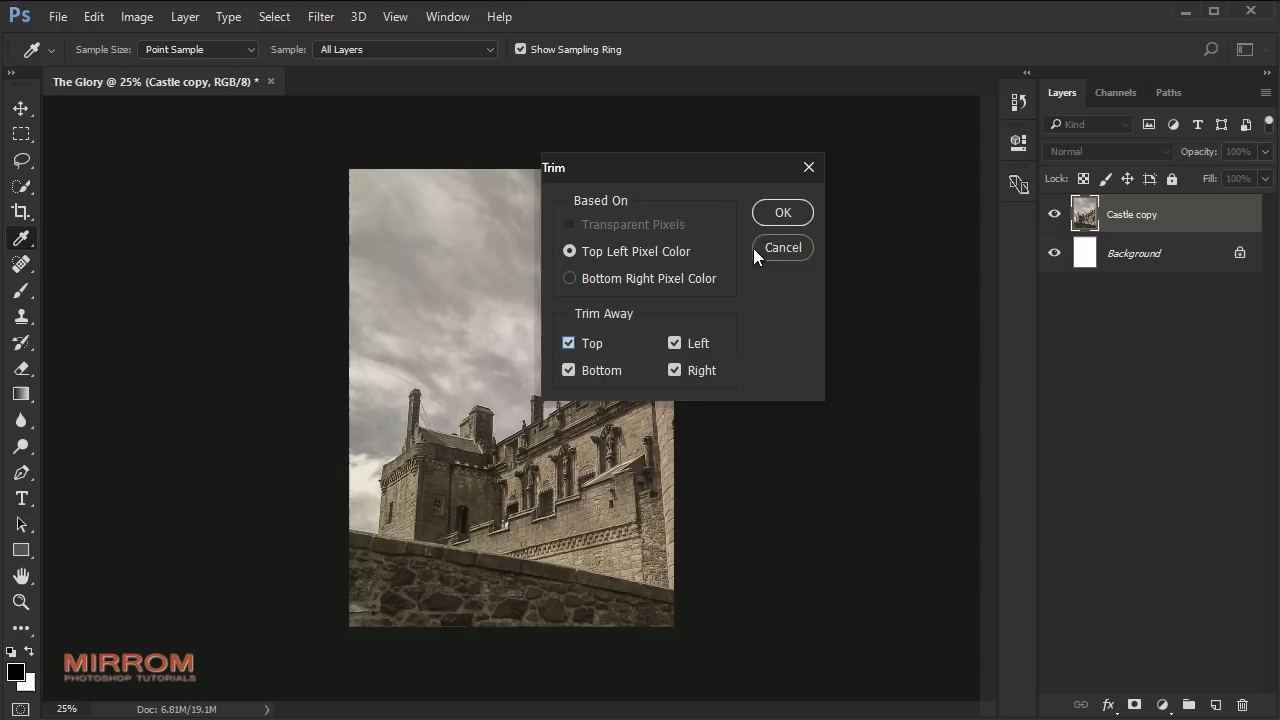 Ps File Edit Image Layer Type Select Filter 3D View Window Help
Sample Size: Point Sample Sample: All Layers Show Sampling Ring
The Glory @ 25% (Castle copy, RGB/8) *
Layers Channels Paths
Kind
Normal Opacity: 100%
Lock: Fill: 100%
Castle copy
Background
Trim
Based On
OK
Transparent Pixels
Cancel
Top Left Pixel Color
Bottom Right Pixel Color
Trim Away
Top Left
Bottom Right
MIRROM
PHOTOSHOP TUTORIALS
25% Doc: 6.81M/19.1M
fx